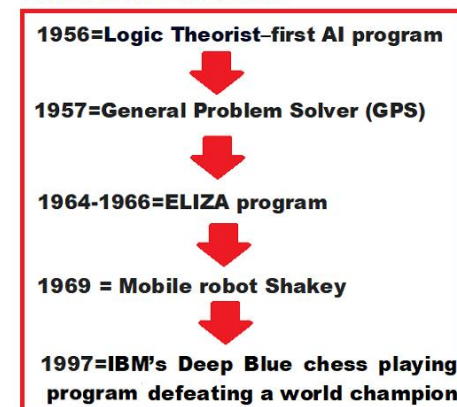 1956=Logic Theorist–first AI program
1957=General Problem Solver (GPS)
1964-1966=ELIZA program
1969 = Mobile robot Shakey
1997=IBM's Deep Blue chess playing
program defeating a world champion